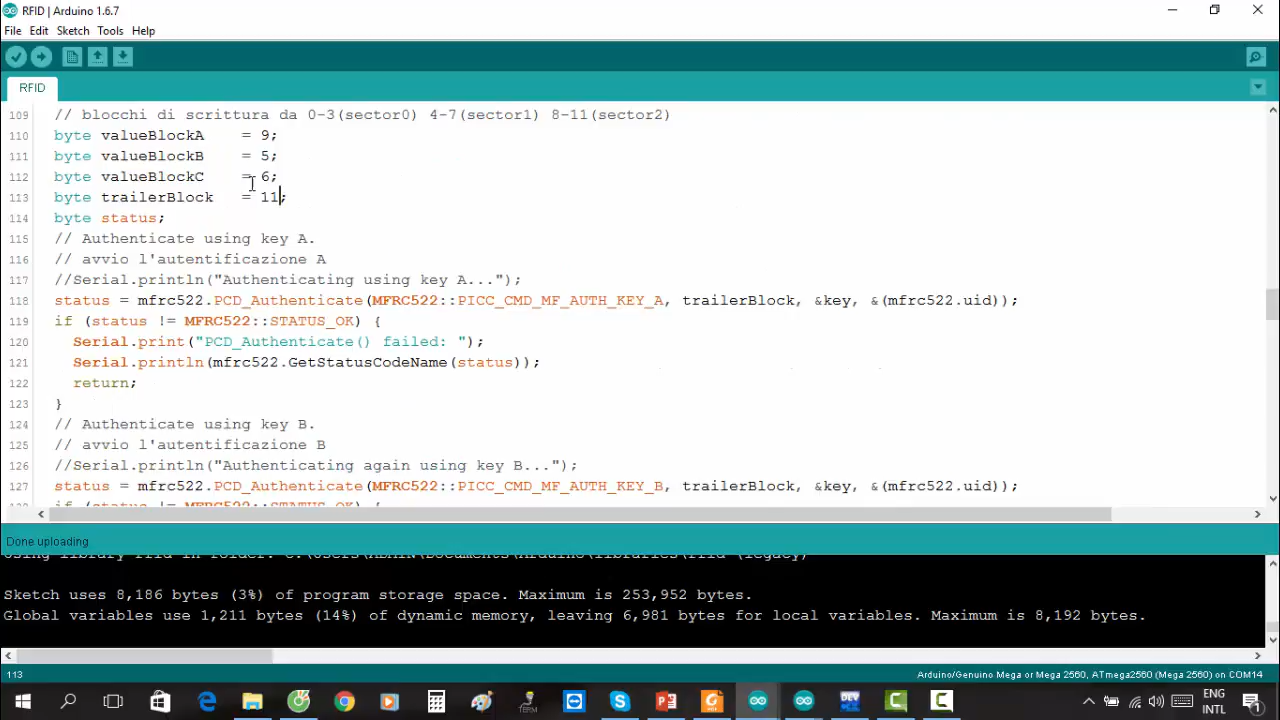 RFID | Arduino 1.6.7
File Edit Sketch Tools Help
RFID
109 // blocchi di scrittura da 0-3(sector0) 4-7(sector1) 8-11(sector2)
110 byte valueBlockA = 9;
111 byte valueBlockB = 5;
112 byte valueBlockC = 6;
113 byte trailerBlock = 11;
114 byte status;
115 // Authenticate using key A.
116 // avvio l'autentificazione A
117 //Serial.println("Authenticating using key A...");
118 status = mfrc522.PCD_Authenticate(MFRC522::PICC_CMD_MF_AUTH_KEY_A, trailerBlock, &key, &(mfrc522.uid));
119 if (status != MFRC522::STATUS_OK) {
120 Serial.print("PCD_Authenticate() failed: ");
121 Serial.println(mfrc522.GetStatusCodeName(status));
122 return;
123 }
124 // Authenticate using key B.
125 // avvio l'autentificazione B
126 //Serial.println("Authenticating again using key B...");
127 status = mfrc522.PCD_Authenticate(MFRC522::PICC_CMD_MF_AUTH_KEY_B, trailerBlock, &key, &(mfrc522.uid));
if (status != MFRC522::STATUS_OK) {
Done uploading.
Using library rfid in folder: C:\Users\ADMIN\Documents\Arduino\libraries\rfid (legacy)
Sketch uses 8,186 bytes (3%) of program storage space. Maximum is 253,952 bytes.
Global variables use 1,211 bytes (14%) of dynamic memory, leaving 6,981 bytes for local variables. Maximum is 8,192 bytes.
113
Arduino/Genuino Mega or Mega 2560, ATmega2560 (Mega 2560) on COM14
TERM
DEV
ENG
INTL